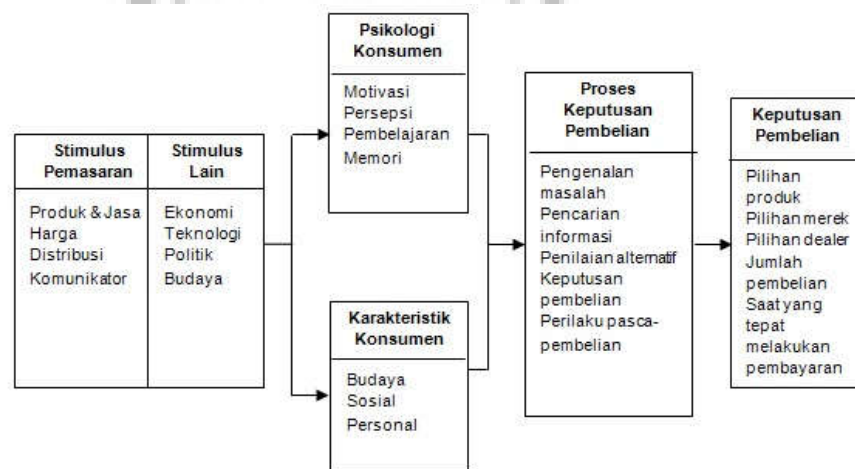 Stimulus
Pemasaran
Produk & Jasa
Harga
Distribusi
Komunikator
Stimulus
Lain
Ekonomi
Teknologi
Politik
Budaya
Psikologi
Konsumen
Motivasi
Persepsi
Pembelajaran
Memori
Karakteristik
Konsumen
Budaya
Sosial
Personal
Proses
Keputusan
Pembelian
Pengenalan
masalah
Pencarian
informasi
Penilaian alternatif
Keputusan
pembelian
Perilaku pasca-
pembelian
Keputusan
Pembelian
Pilihan
produk
Pilihan merek
Pilihan dealer
Jumlah
pembelian
Saat yang
tepat
melakukan
pembayaran